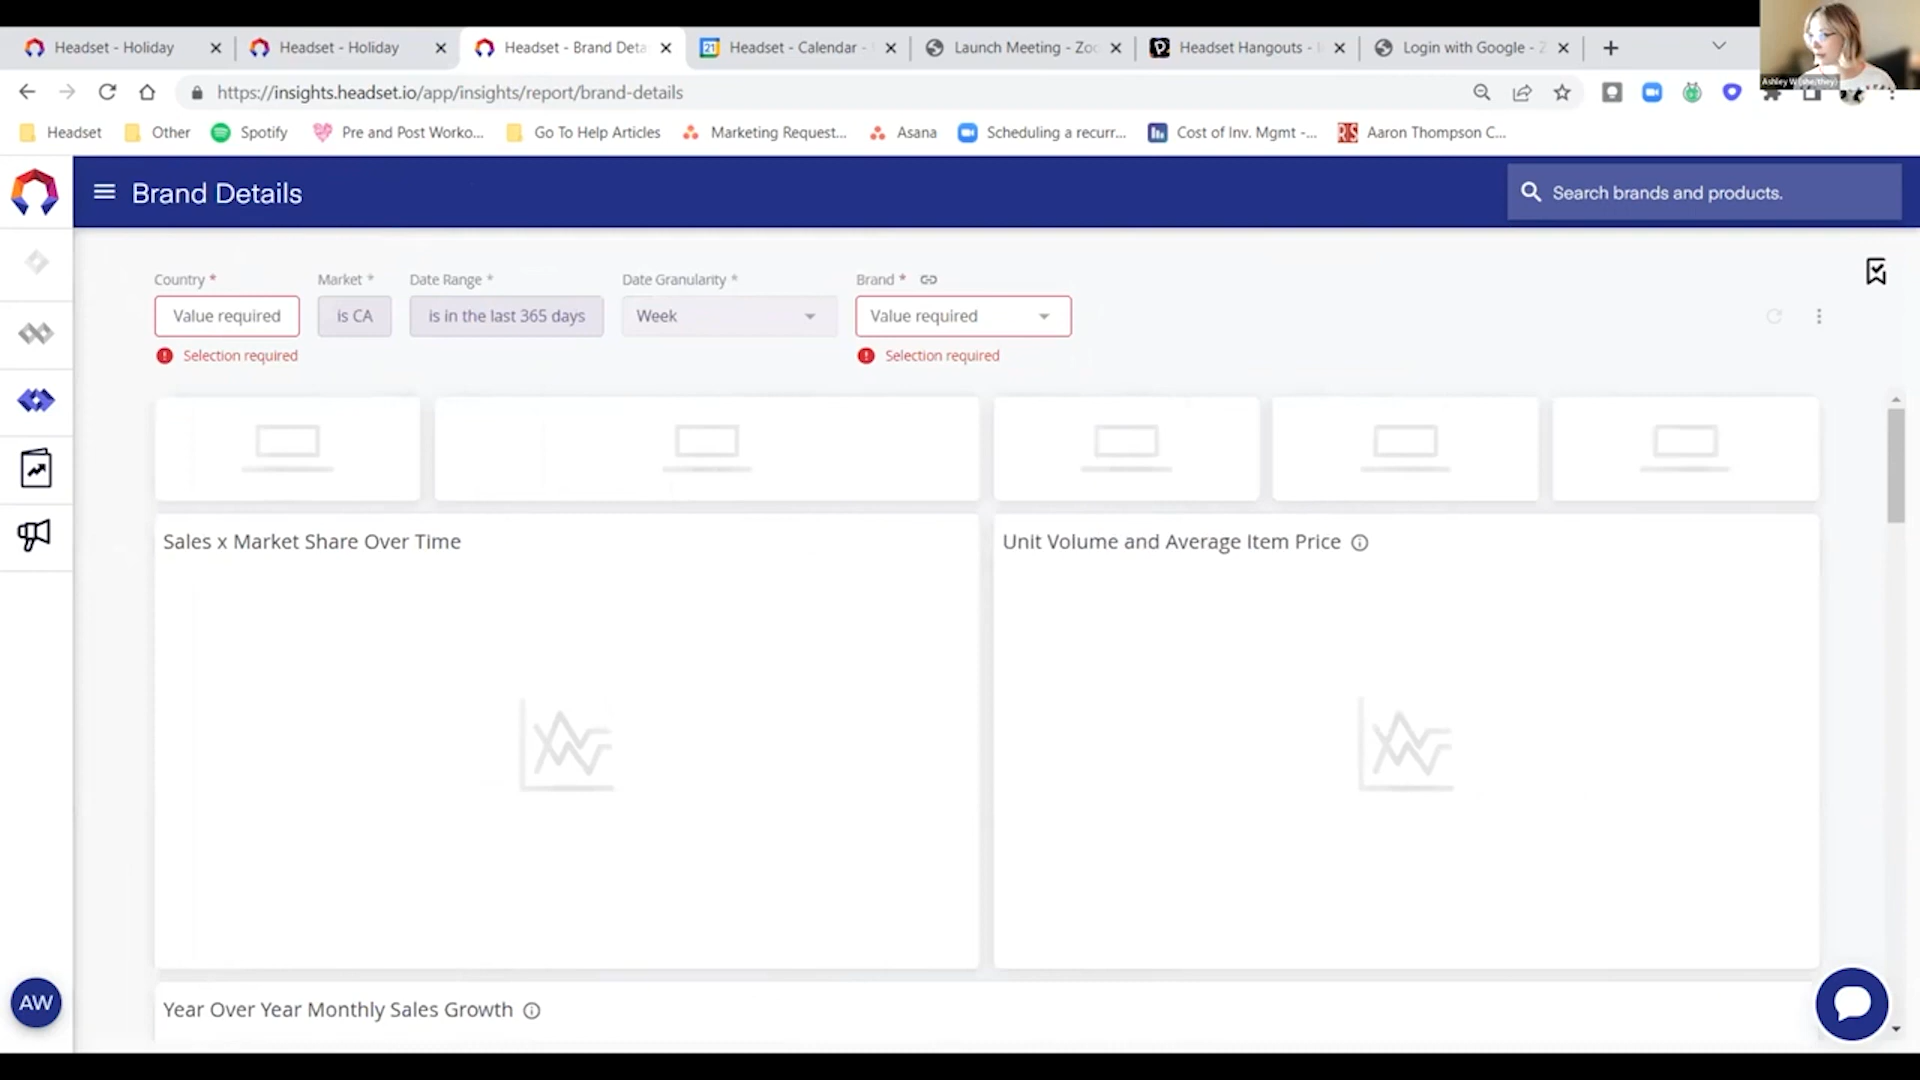 Headset - Holiday
Headset - Holiday
Headset - Brand Deta
21
Headset - Calendar -
Launch Meeting - Zoo
Headset Hangouts -
Login with Google - Z
Ashley W (she/they)
https://insights.headset.io/app/insights/report/brand-details
Headset
Other
Spotify
Pre and Post Worko...
Go To Help Articles
Marketing Request...
Asana
Scheduling a recurr...
Cost of Inv. Mgmt -...
RIS
Aaron Thompson C...
Brand Details
Search brands and products.
Country *
Market *
Date Range *
Date Granularity *
Brand *
Value required
is CA
is in the last 365 days
Week
Value required
Selection required
Selection required
Sales x Market Share Over Time
Unit Volume and Average Item Price
Year Over Year Monthly Sales Growth
AW